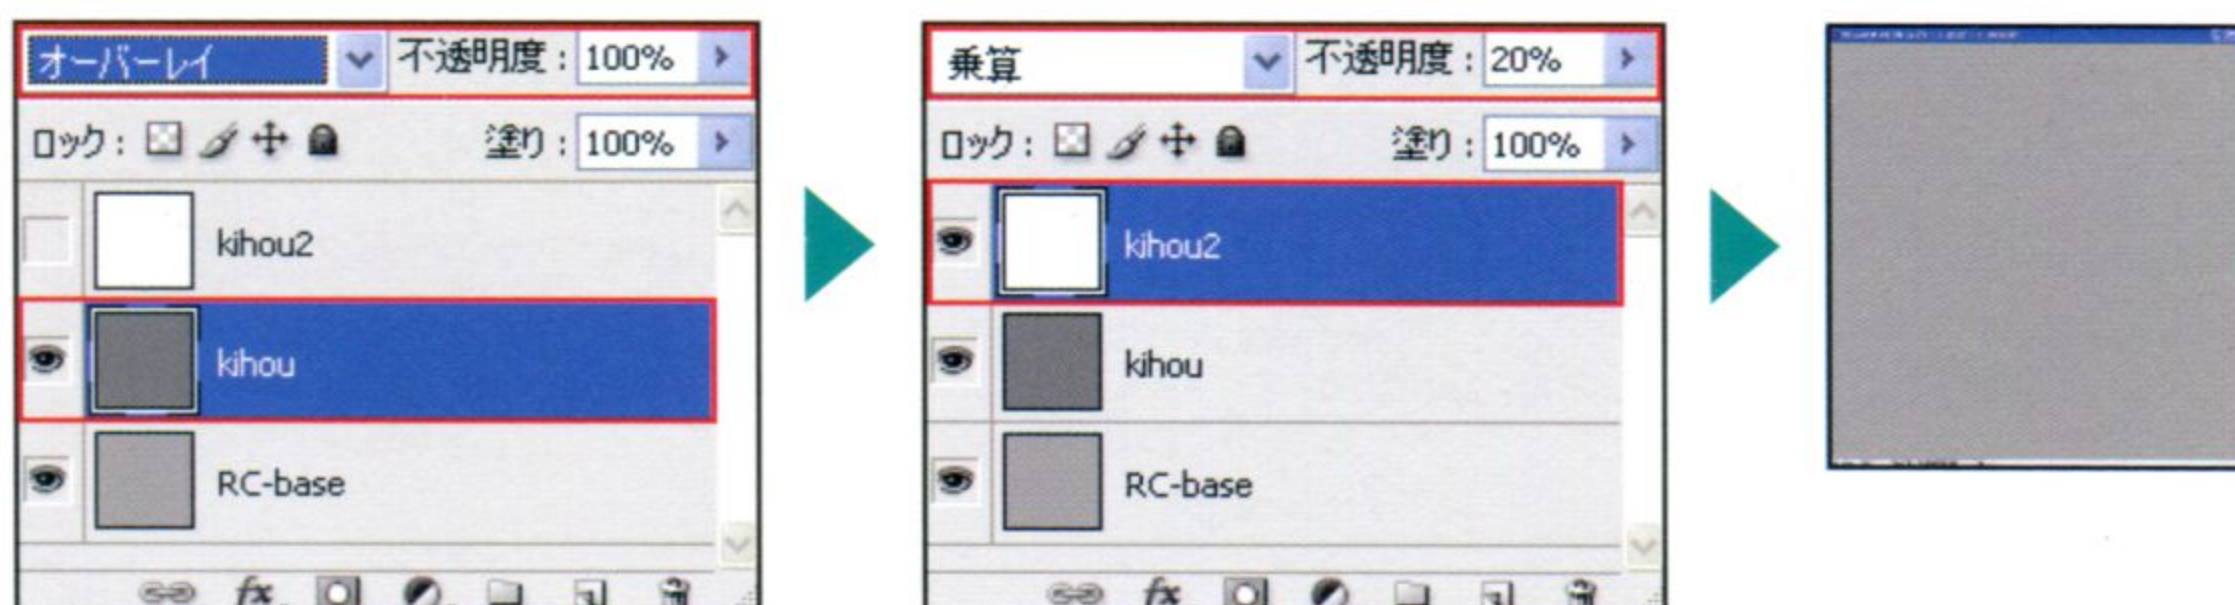 オーバーレイ 不透明度 : 100%
ロック : 塗り : 100%
kihou2
kihou
RC-base
fx
乗算 不透明度 : 20%
ロック : 塗り : 100%
kihou2
kihou
RC-base
fx